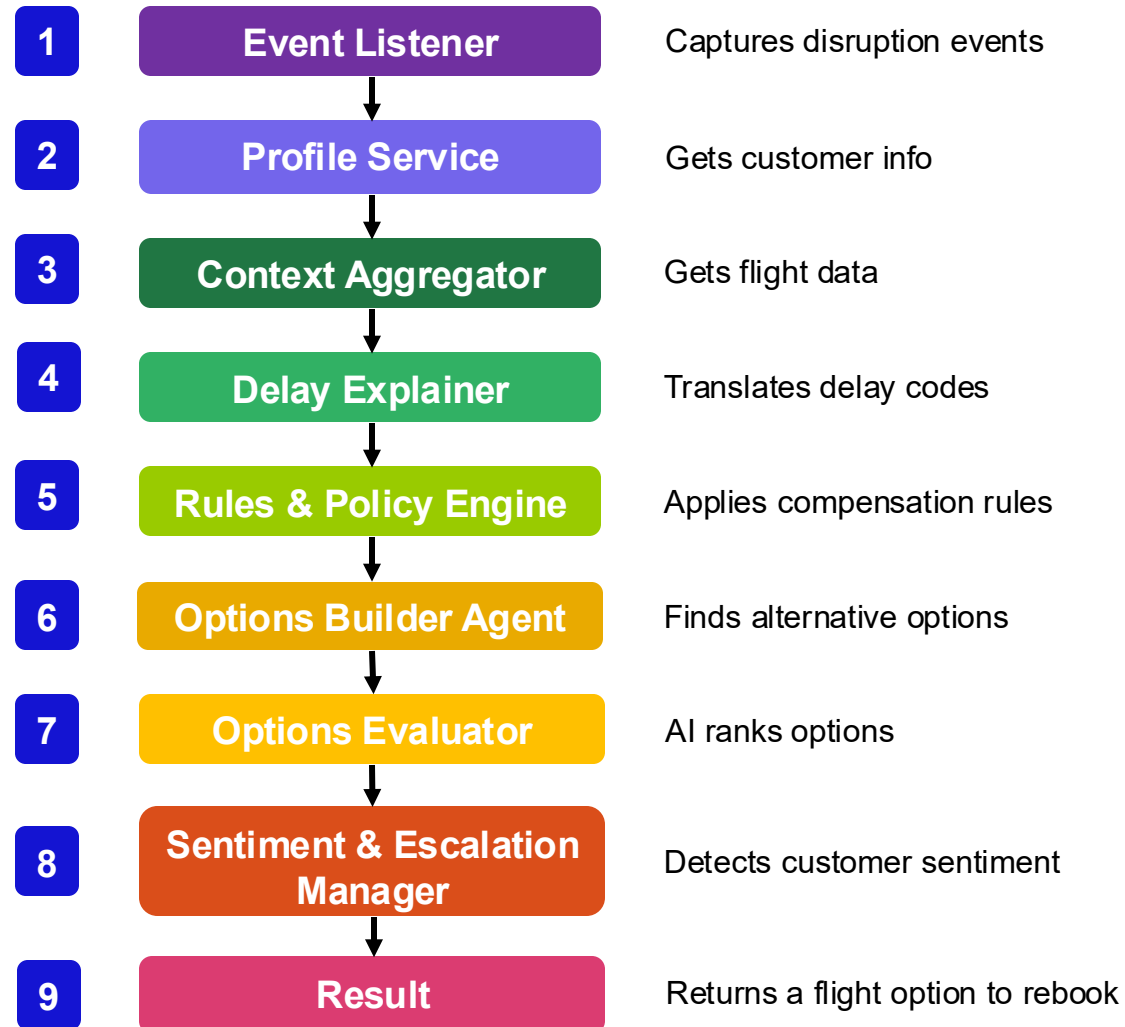 1
Event Listener
Captures disruption events
2
Profile Service
Gets customer info
3
Context Aggregator
Gets flight data
4
Delay Explainer
Translates delay codes
5
Rules & Policy Engine
Applies compensation rules
6
Options Builder Agent
Finds alternative options
7
Options Evaluator
AI ranks options
8
Sentiment & Escalation
Manager
Detects customer sentiment
9
Result
Returns a flight option to rebook